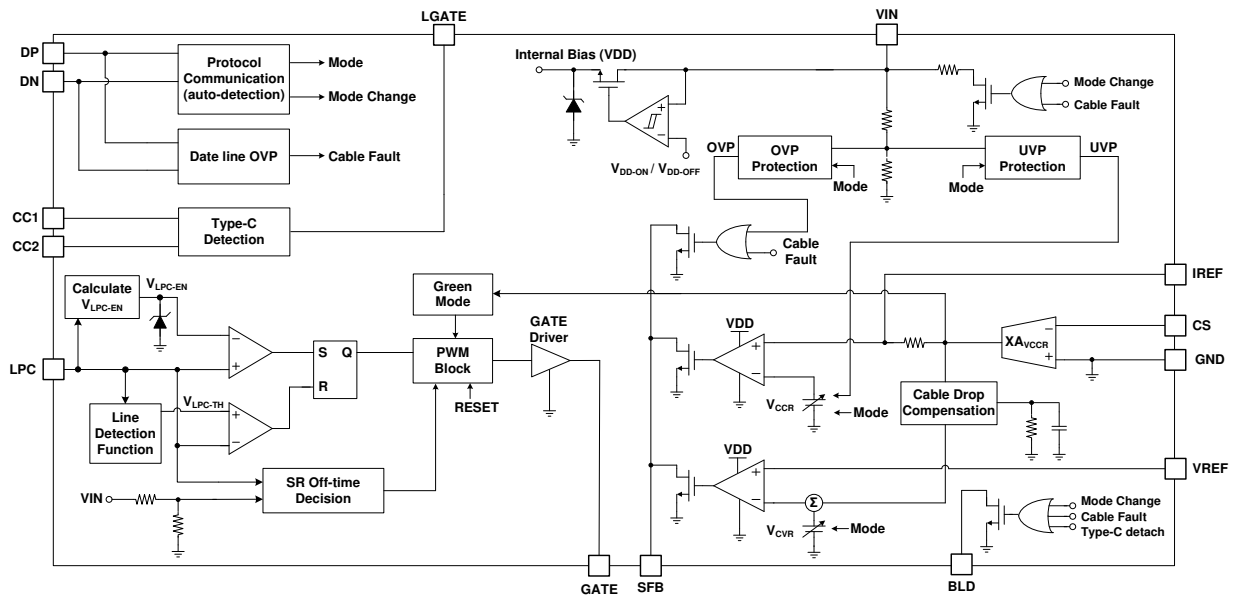 LGATE
VIN
DP
DN
Protocol
Communication
(auto-detection)
Mode
Mode Change
Date line OVP
Cable Fault
Internal Bias (VDD)
+
−
VDD-ON / VDD-OFF
Mode Change
Cable Fault
OVP
OVP
Protection
Mode
UVP
Protection
UVP
Mode
CC1
CC2
Type-C
Detection
Cable
Fault
Calculate
VLPC-EN
VLPC-EN
−
+
Green
Mode
GATE
Driver
S Q
R
PWM
Block
RESET
LPC
Line
Detection
Function
VLPC-TH
+
−
SR Off-time
Decision
VIN
VDD
+
−
VCCR
Mode
XAVCCR
−
+
IREF
CS
GND
Cable Drop
Compensation
VDD
+
−
Σ
VCVR
Mode
VREF
Mode Change
Cable Fault
Type-C detach
GATE
SFB
BLD